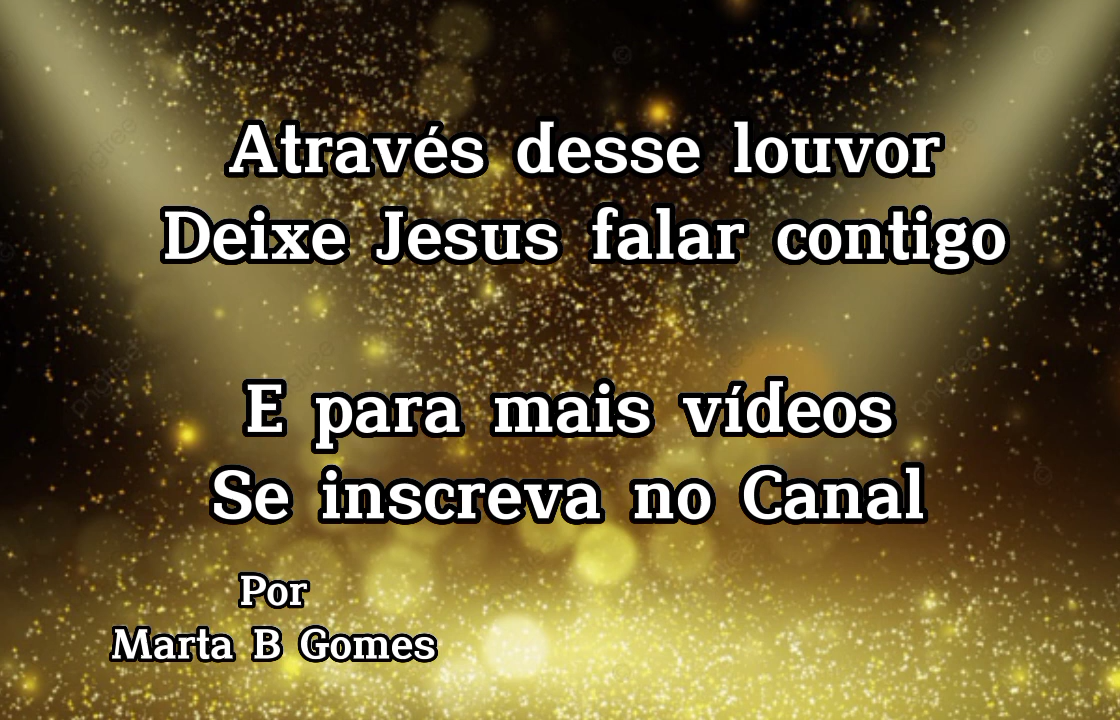 Através desse louvor
Deixe Jesus falar contigo
E para mais vídeos
Se inscreva no Canal
Por
Marta B Gomes